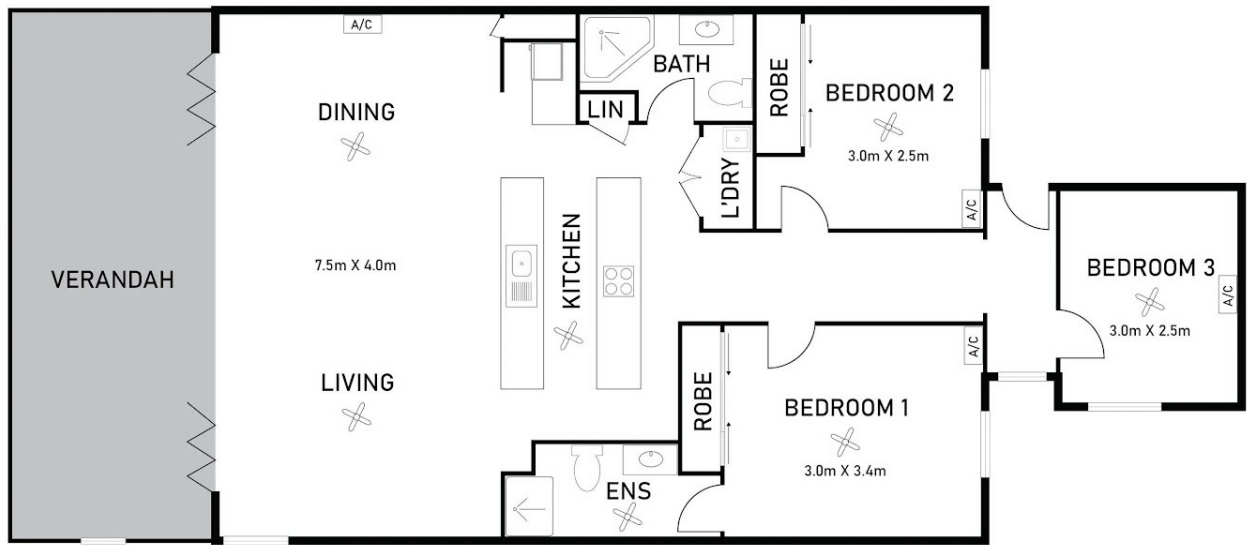 A/C
BATH
ROBE
BEDROOM 2
3.0m X 2.5m
DINING
LIN
L'DRY
A/C
VERANDAH
7.5m X 4.0m
KITCHEN
BEDROOM 3
3.0m X 2.5m
A/C
LIVING
ROBE
BEDROOM 1
3.0m X 3.4m
A/C
ENS